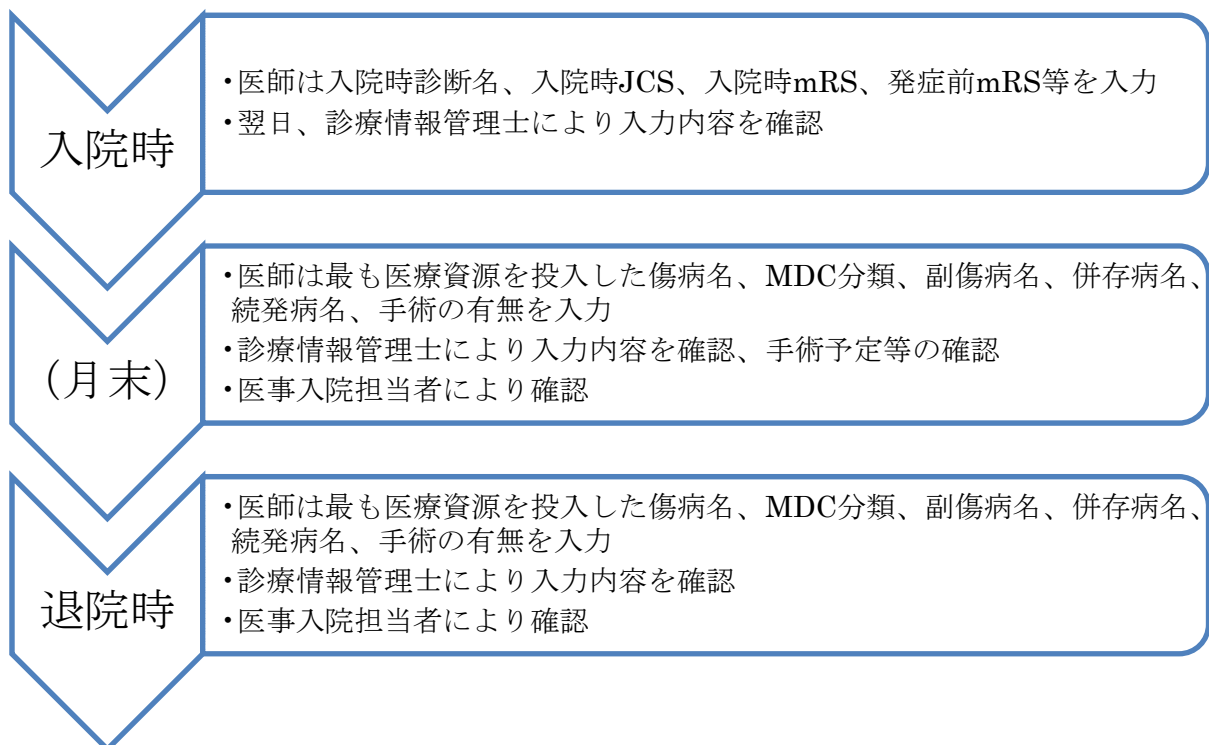 入院時
・医師は入院時診断名、入院時JCS、入院時mRS、発症前mRS等を入力
・翌日、診療情報管理士により入力内容を確認
(月末)
・医師は最も医療資源を投入した傷病名、MDC分類、副傷病名、併存病名、
続発病名、手術の有無を入力
・診療情報管理士により入力内容を確認、手術予定等の確認
・医事入院担当者により確認
退院時
・医師は最も医療資源を投入した傷病名、MDC分類、副傷病名、併存病名、
続発病名、手術の有無を入力
・診療情報管理士により入力内容を確認
・医事入院担当者により確認